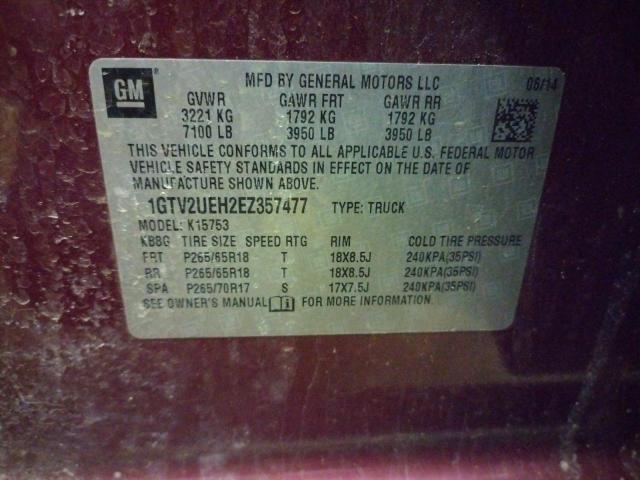 GM ® MFD BY GENERAL MOTORS LLC 06/14
GVWR GAWR FRT GAWR RR
3221 KG 1792 KG 1792 KG
7100 LB 3950 LB 3950 LB
THIS VEHICLE CONFORMS TO ALL APPLICABLE U.S. FEDERAL MOTOR
VEHICLE SAFETY STANDARDS IN EFFECT ON THE DATE OF
MANUFACTURE SHOWN ABOVE.
1GTV2UEH2EZ357477 TYPE: TRUCK
MODEL: K15753
KBBG TIRE SIZE SPEED RTG RIM COLD TIRE PRESSURE
FRT P265/65R18 T 18X8.5J 240KPA(35PSI)
RR P265/65R18 T 18X8.5J 240KPA(35PSI)
SPA P265/70R17 S 17X7.5J 240KPA(35PSI)
SEE OWNER'S MANUAL FOR MORE INFORMATION.